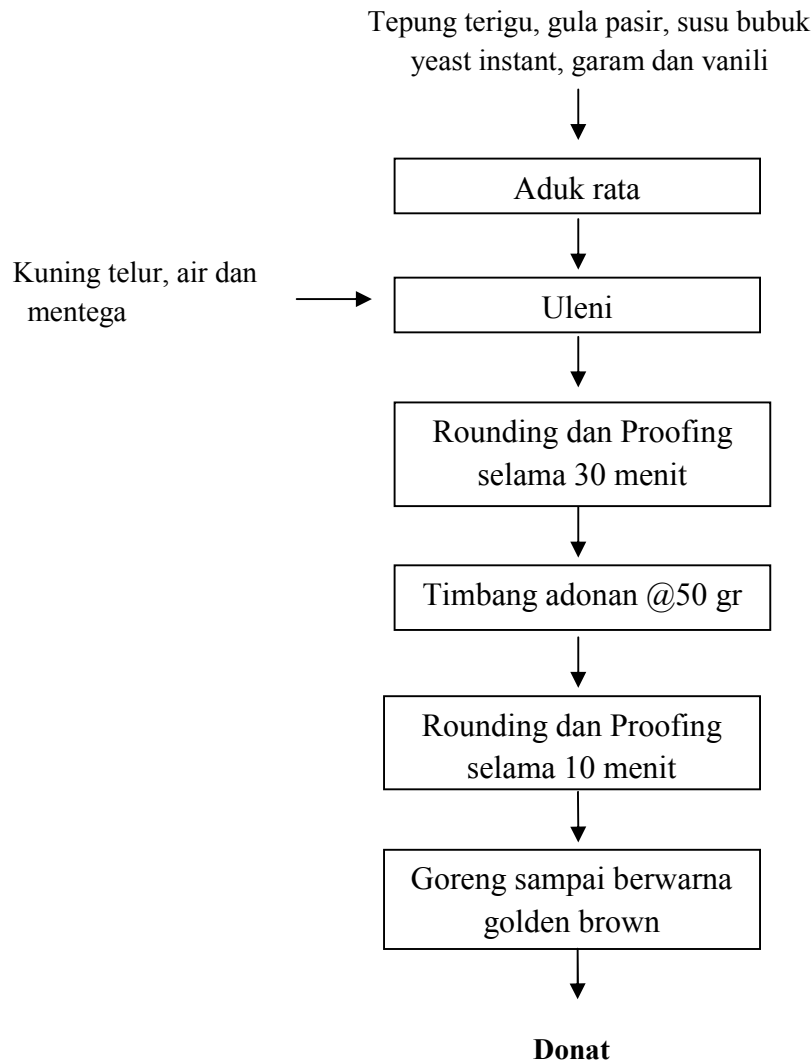 Tepung terigu, gula pasir, susu bubuk
yeast instant, garam dan vanili
Aduk rata
Kuning telur, air dan
mentega
Uleni
Rounding dan Proofing
selama 30 menit
Timbang adonan @50 gr
Rounding dan Proofing
selama 10 menit
Goreng sampai berwarna
golden brown
Donat